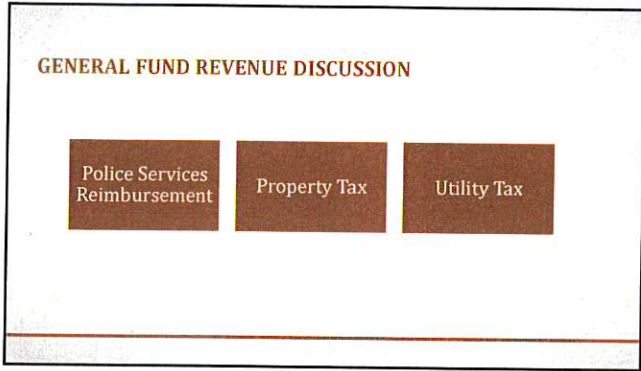 GENERAL FUND REVENUE DISCUSSION
Police Services
Reimbursement
Property Tax
Utility Tax